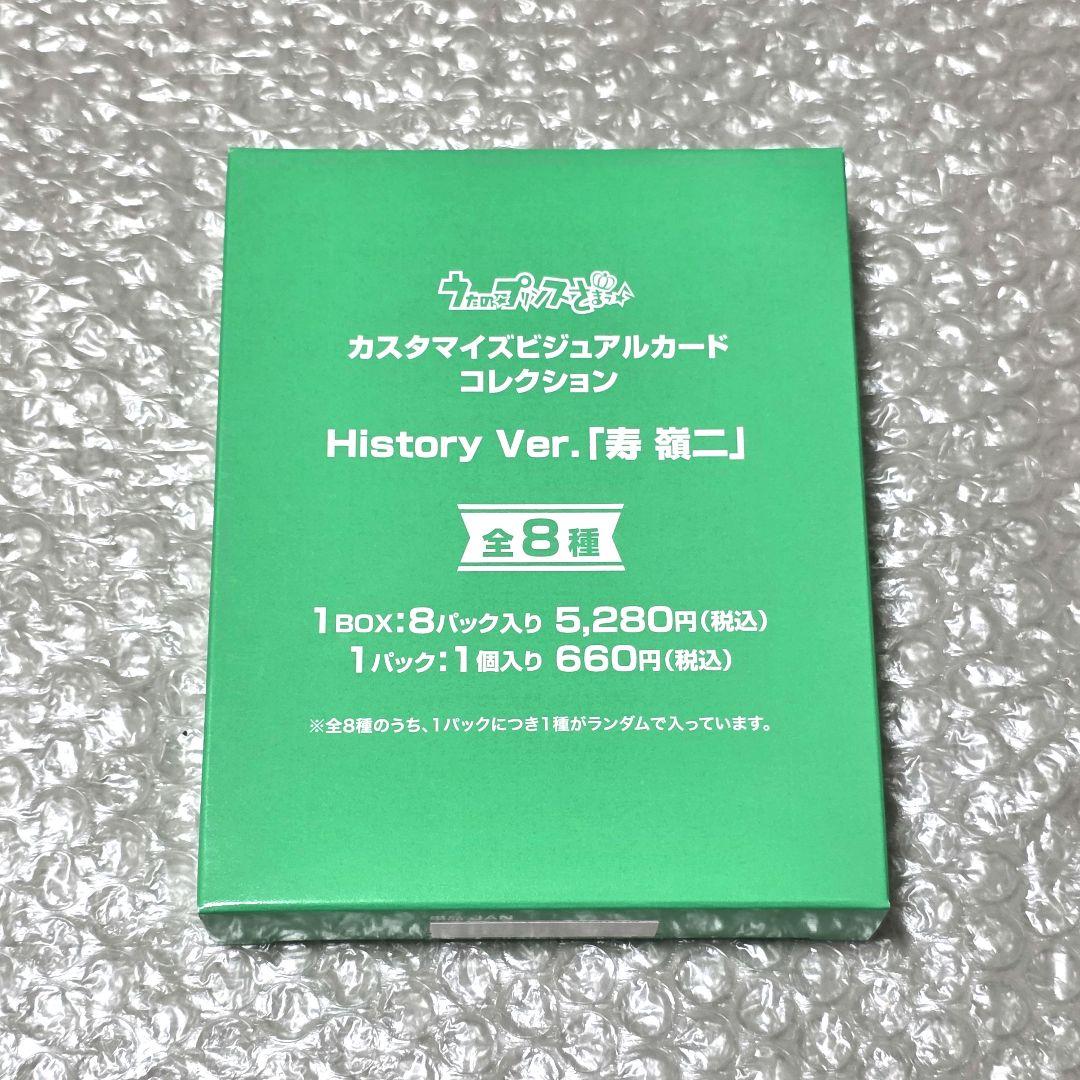 うたの☆プリンスさまっ♪
カスタマイズビジュアルカード
コレクション
History Ver.「寿 嶺二」
全8種
1BOX:8パック入り 5,280円(税込)
1パック:1個入り 660円(税込)
※全8種のうち、1パックにつき1種がランダムで入っています。